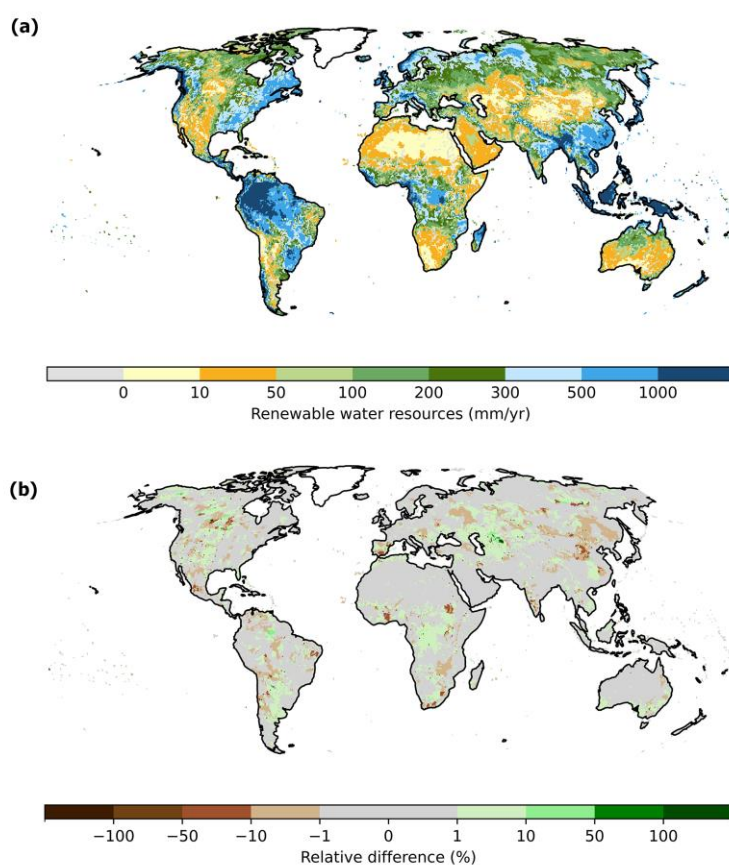 (a)
0 10 50 100 200 300 500 1000
Renewable water resources (mm/yr)
(b)
−100 −50 −10 −1 0 1 10 50 100
Relative difference (%)